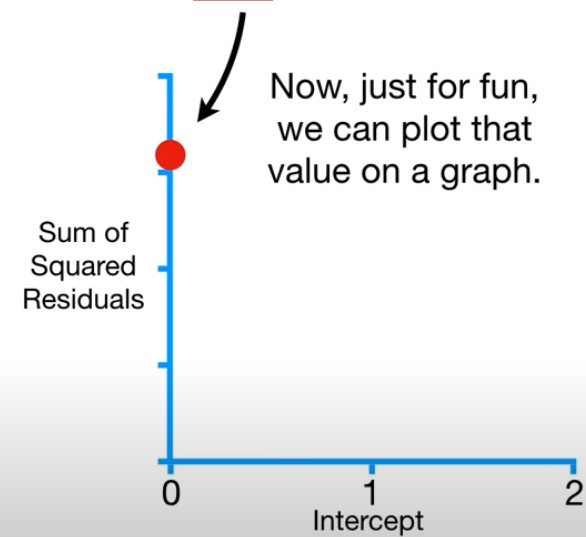 Now, just for fun,
we can plot that
value on a graph.
Sum of
Squared
Residuals
0
1
2
Intercept